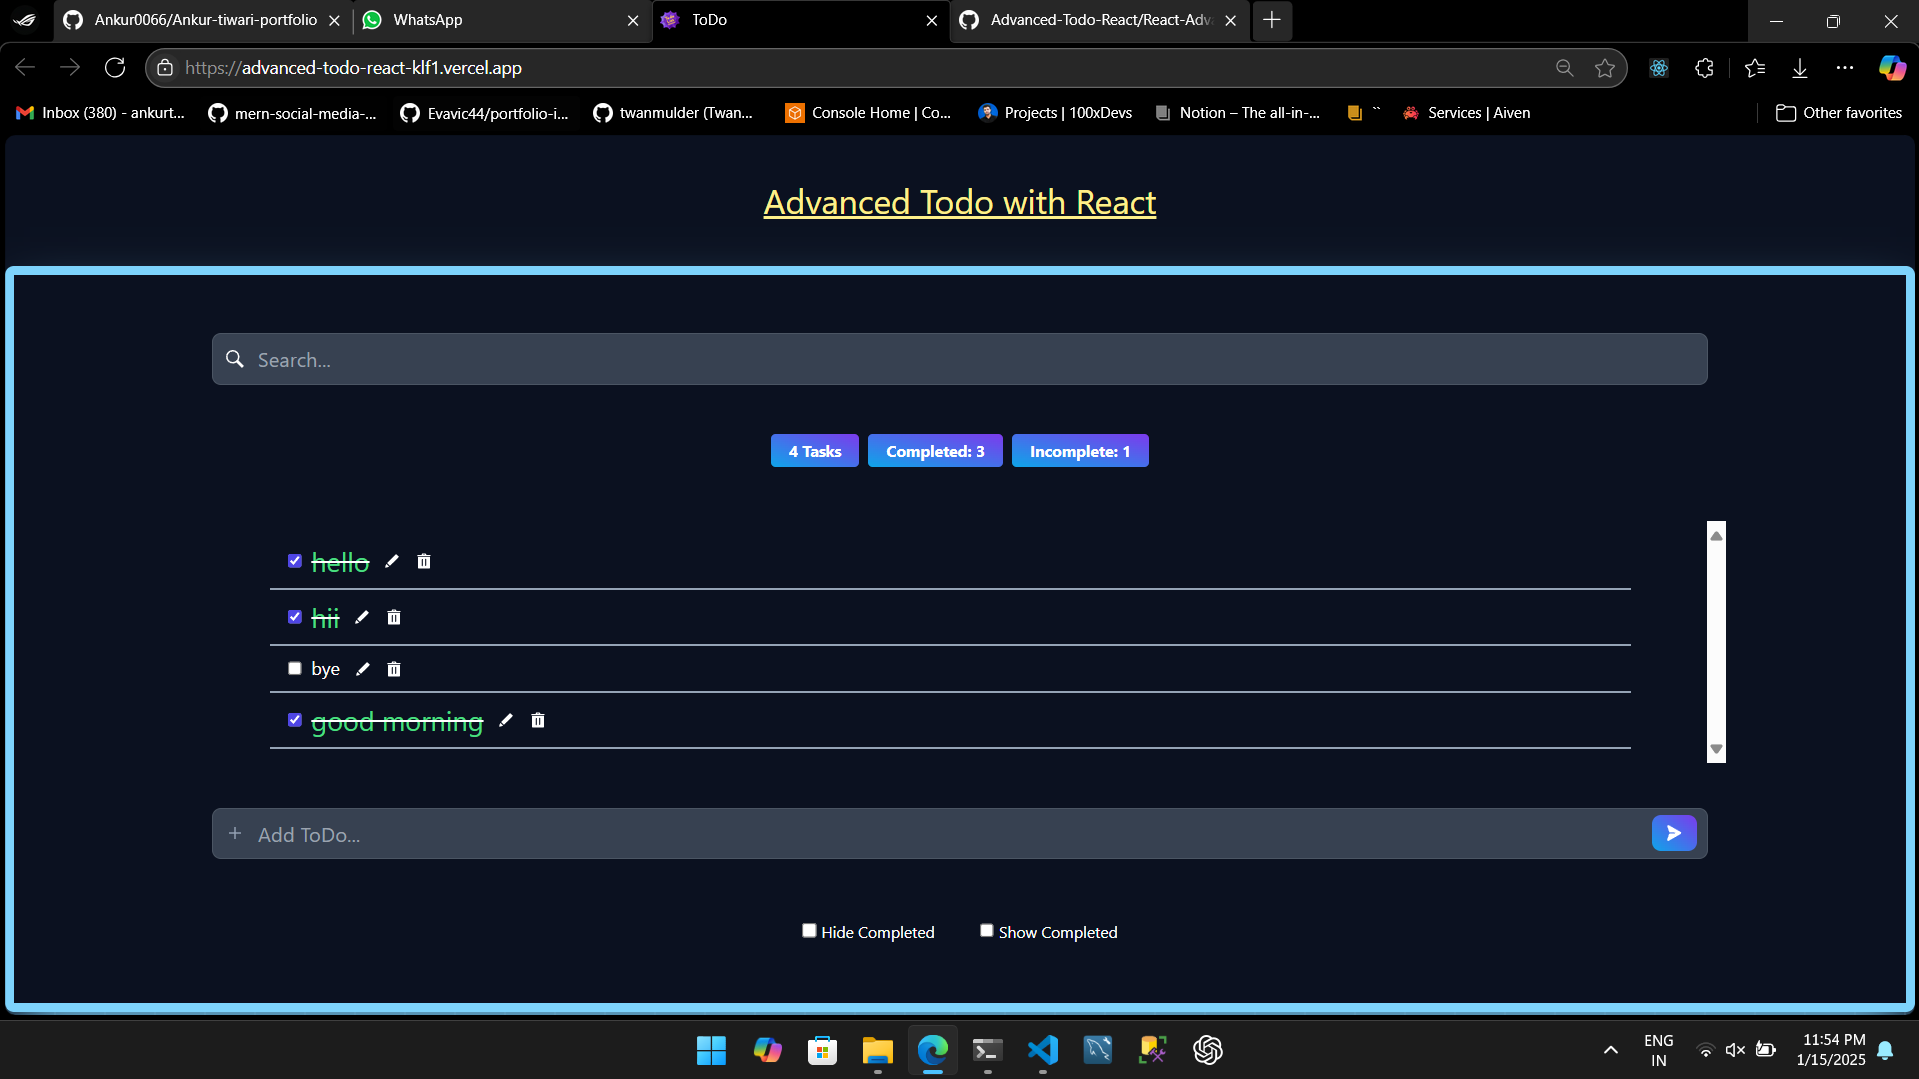 Ankur0066/Ankur-tiwari-portfolio
WhatsApp
ToDo
Advanced-Todo-React/React-Adv
https://advanced-todo-react-klf1.vercel.app
Inbox (380) - ankurt...
mern-social-media-...
Evavic44/portfolio-i...
twanmulder (Twan...
Console Home | Co...
Projects | 100xDevs
Notion – The all-in-...
``
Services | Aiven
Other favorites
Advanced Todo with React
Search...
4 Tasks
Completed: 3
Incomplete: 1
hello
hii
bye
good morning
Add ToDo...
Hide Completed
Show Completed
ENG
IN
11:54 PM
1/15/2025